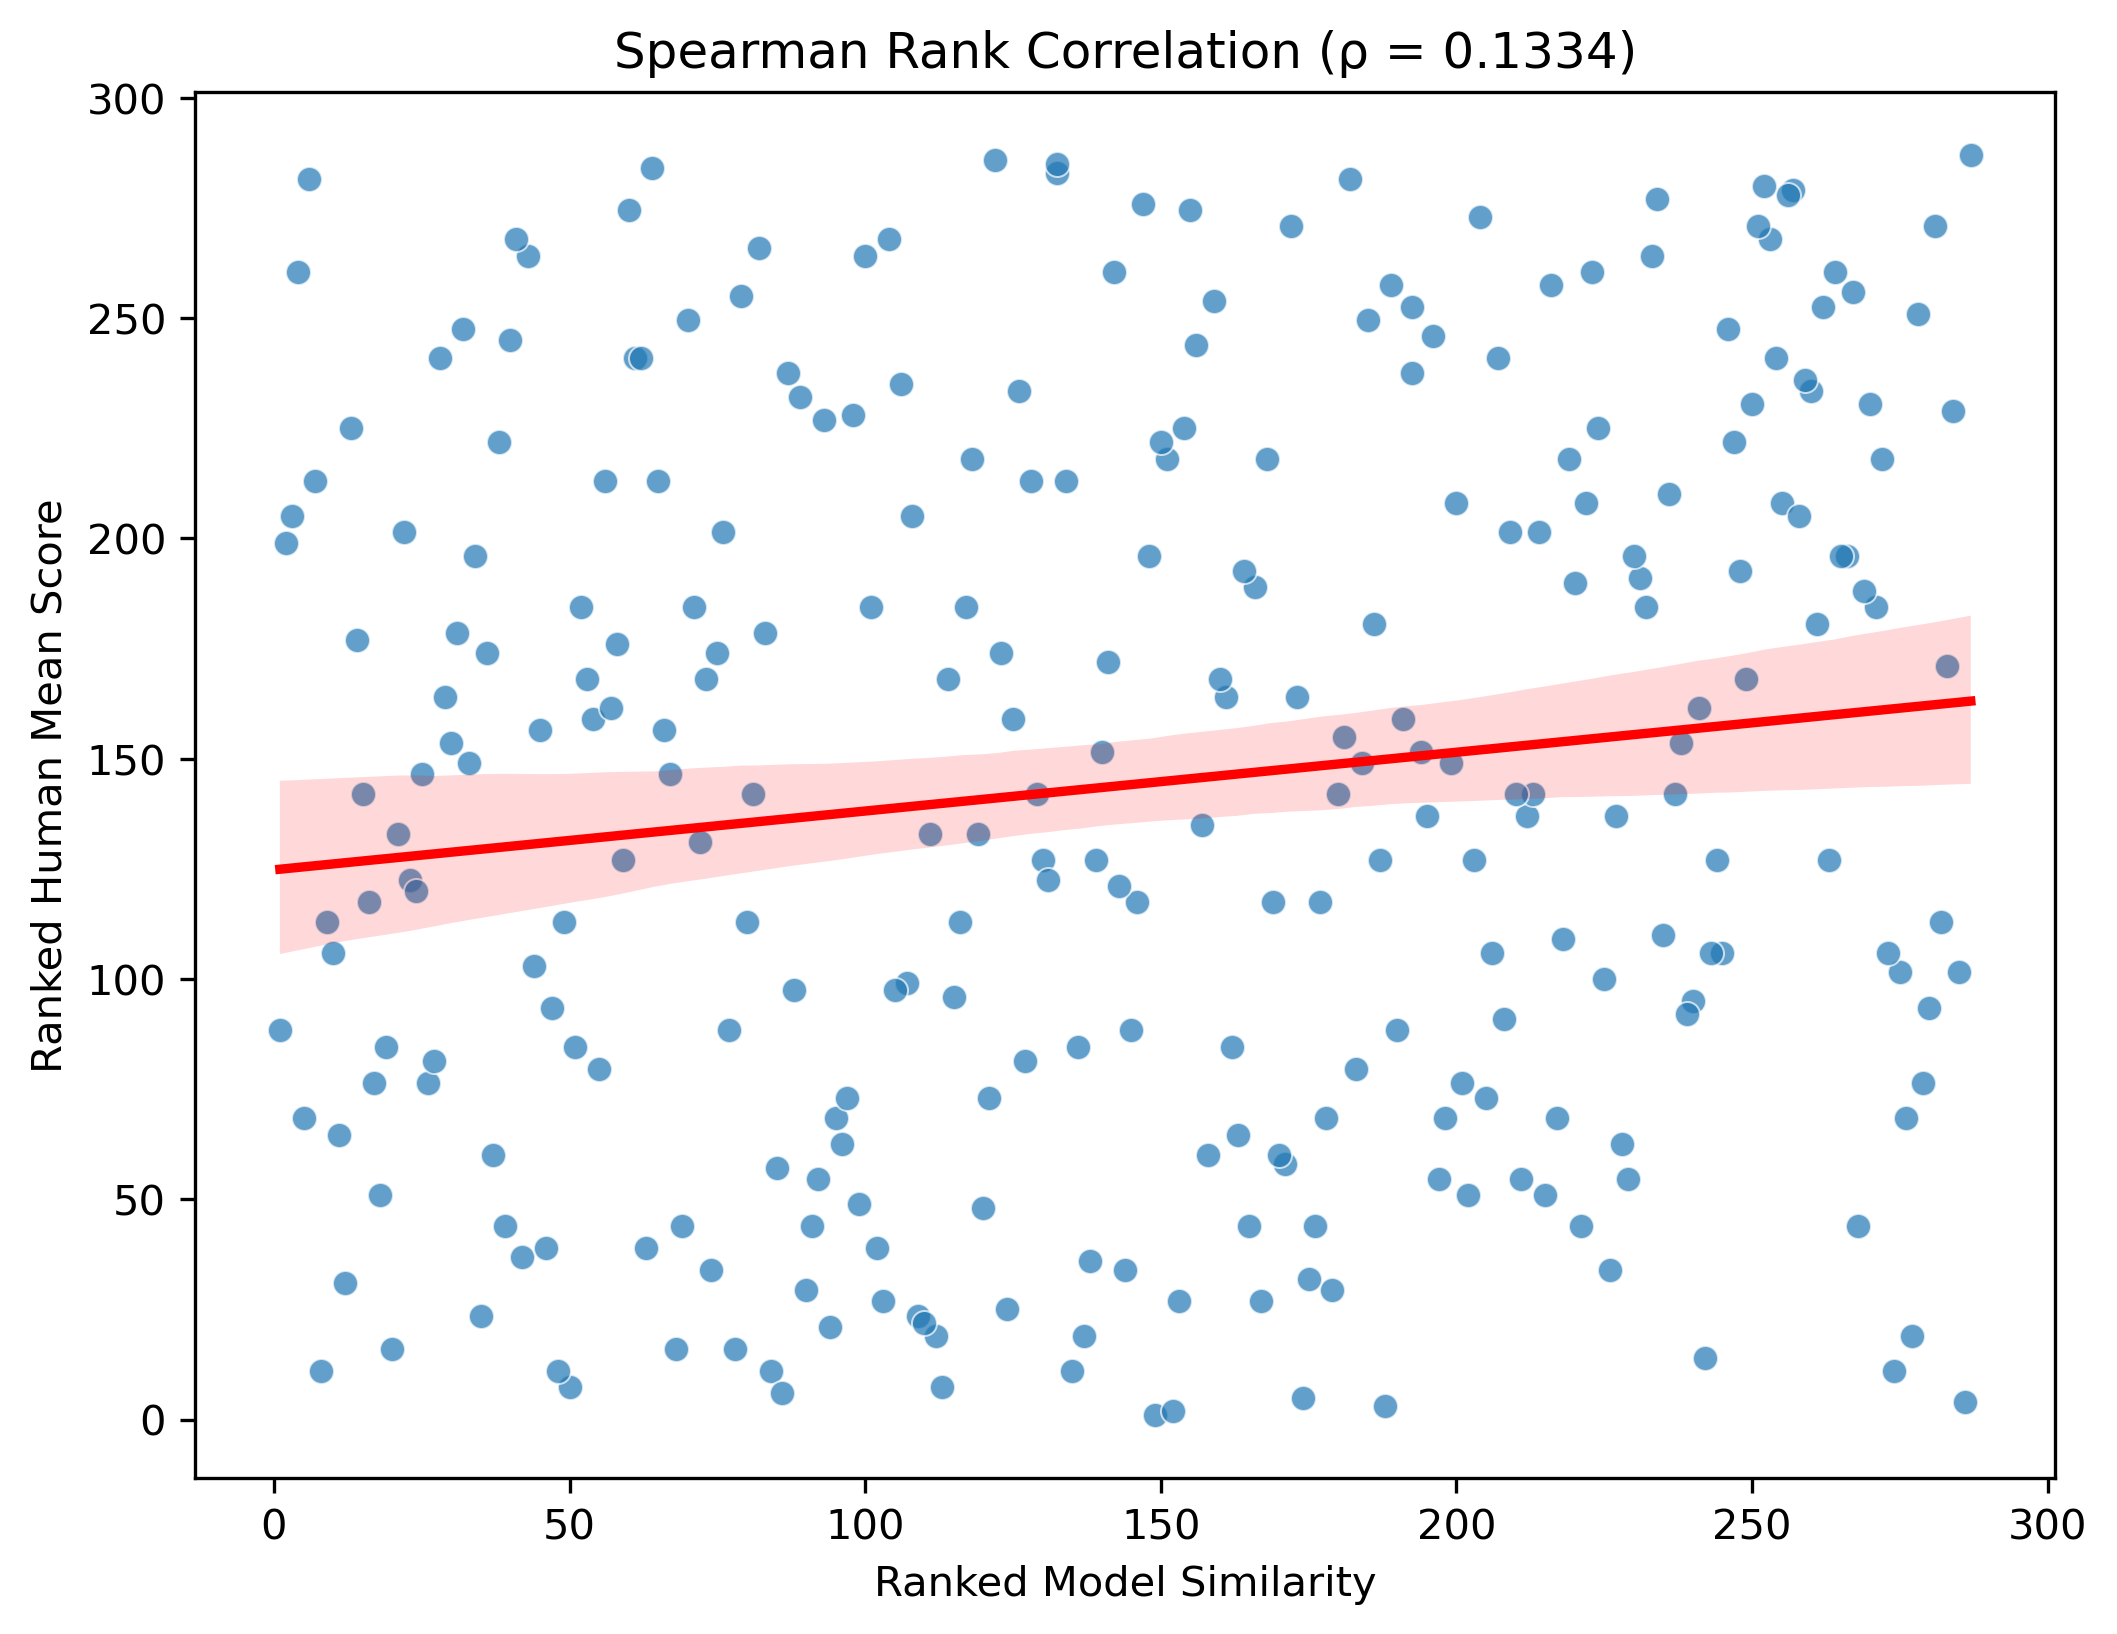 Spearman Rank Correlation (ρ = 0.1334)
300
250
200
150
100
50
0
Ranked Human Mean Score
0 50 100 150 200 250 300
Ranked Model Similarity